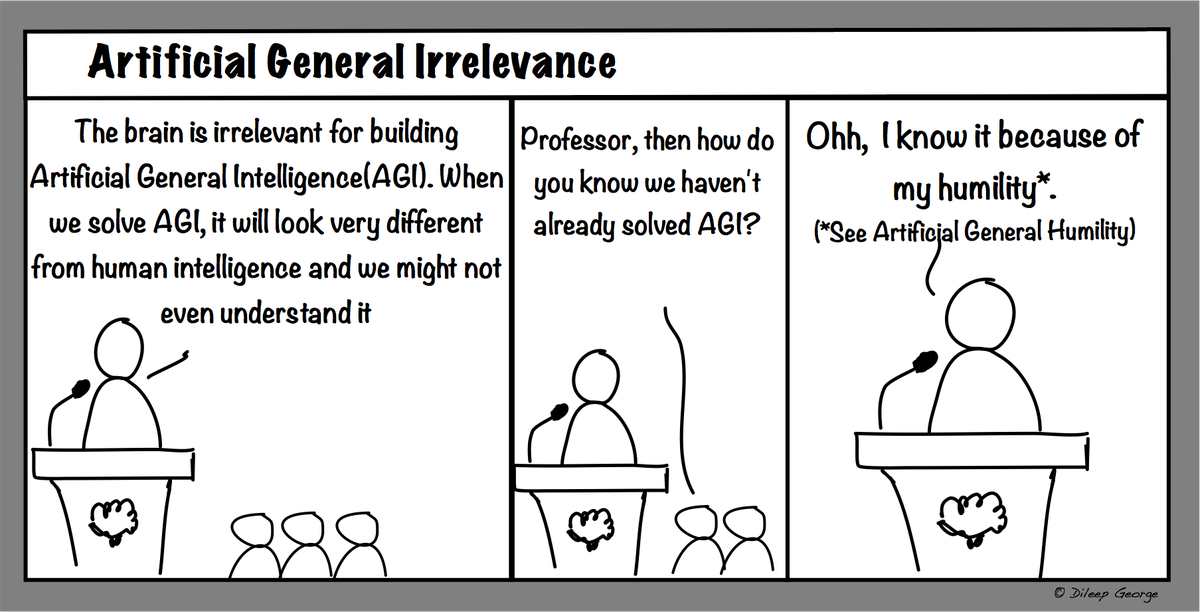 Artificial General Irrelevance
The brain is irrelevant for building
Artificial General Intelligence(AGI). When
we solve AGI, it will look very different
from human intelligence and we might not
even understand it
Professor, then how do
you know we haven't
already solved AGI?
Ohh, I know it because of
my humility*.
(*See Artificial General Humility)
© Dileep George